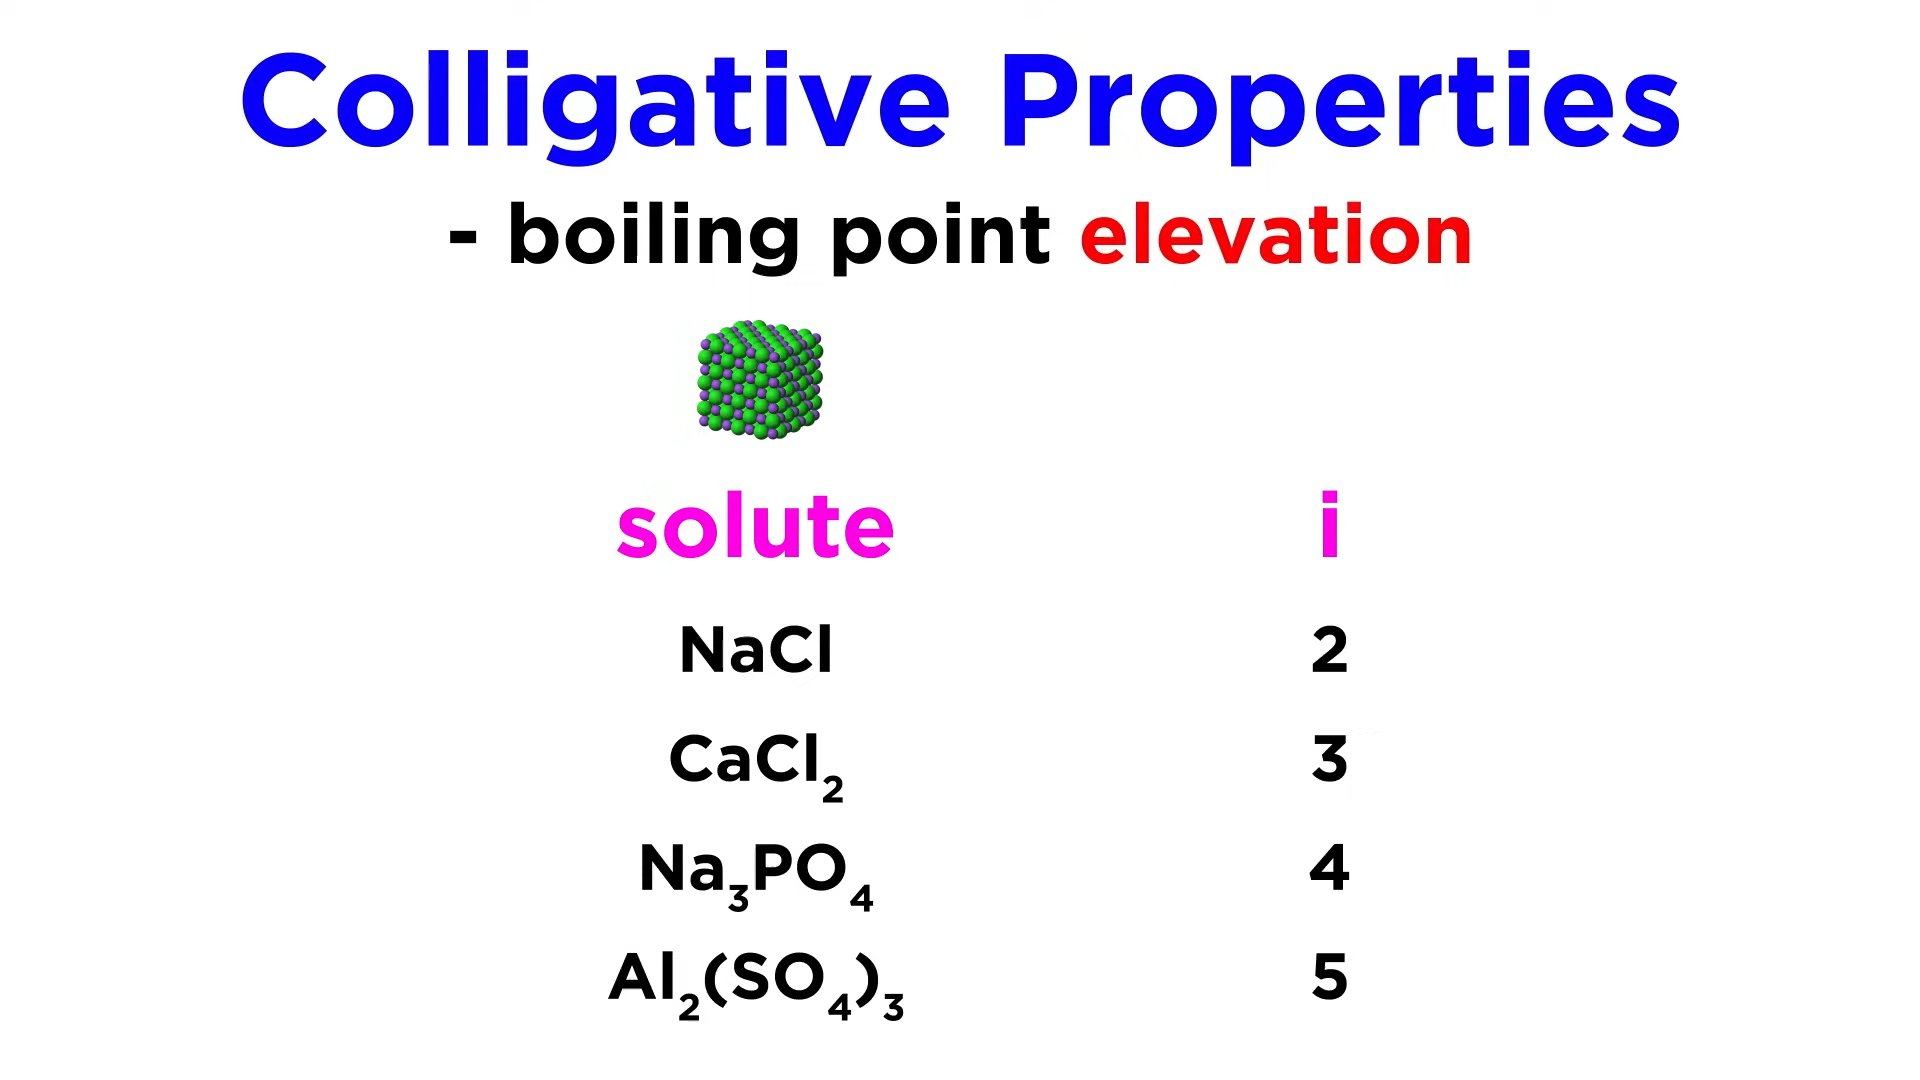 Colligative Properties
- boiling point elevation
solute i
NaCl 2
CaCl₂ 3
Na₃PO₄ 4
Al₂(SO₄)₃ 5